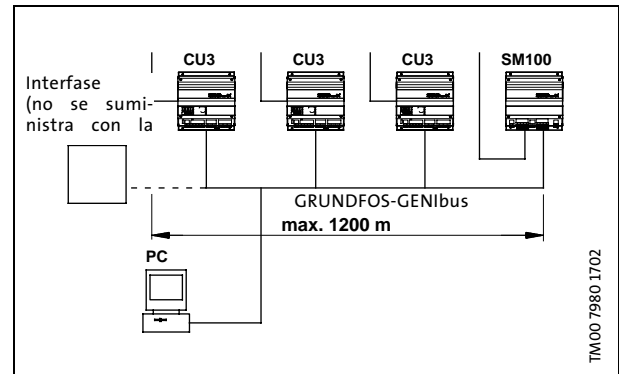 CU3 CU3 CU3 SM100
Interfase
(no se sumi-
nistra con la
GRUNDFOS-GENIbus
max. 1200 m
PC
TM00 7980 1702